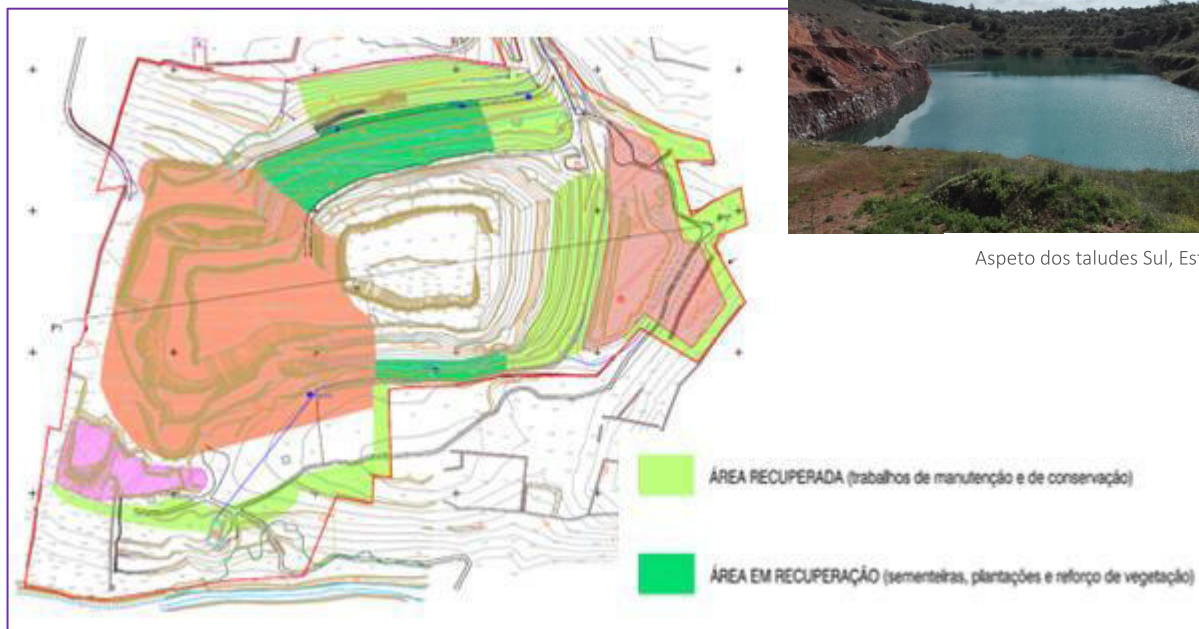 Aspeto dos taludes Sul, Es
ÁREA RECUPERADA (trabalhos de manutenção e de conservação)
ÁREA EM RECUPERAÇÃO (sementeiras, plantações e reforço de vegetação)